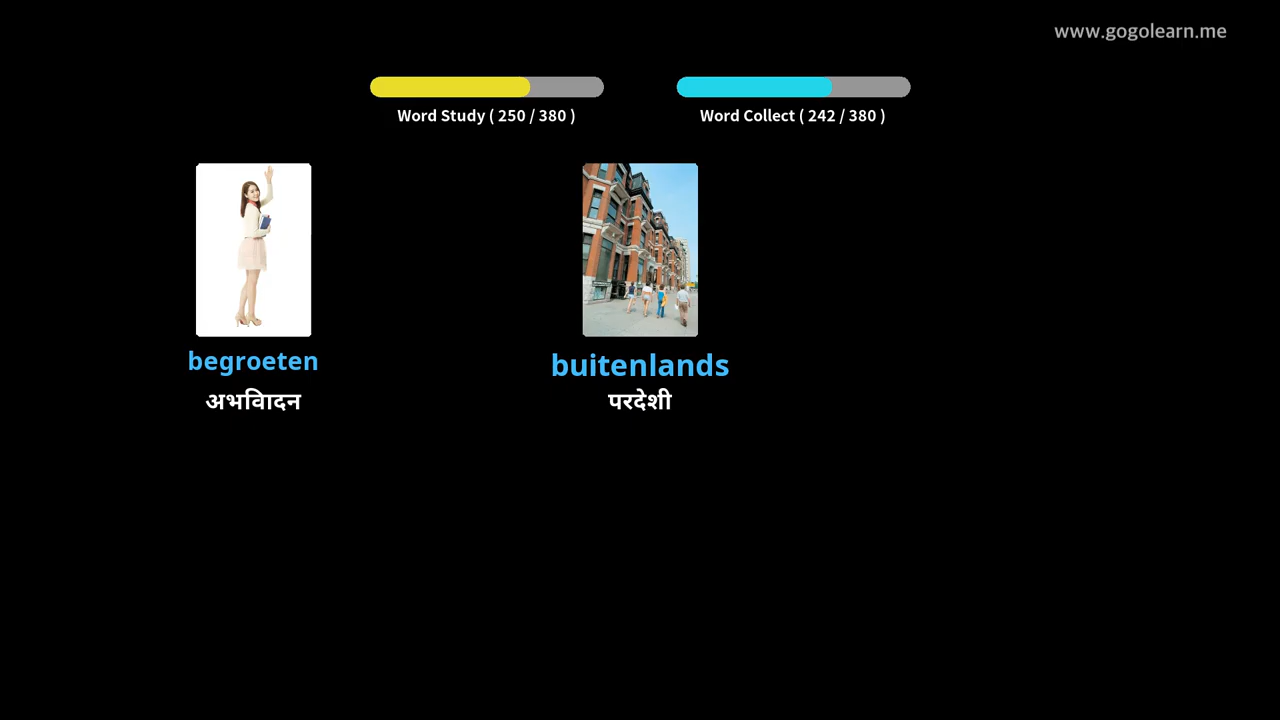 www.gogolearn.me
Word Study ( 250 / 380 )
Word Collect ( 242 / 380 )
begroeten
buitenlands
अभिवादन
परदेशी